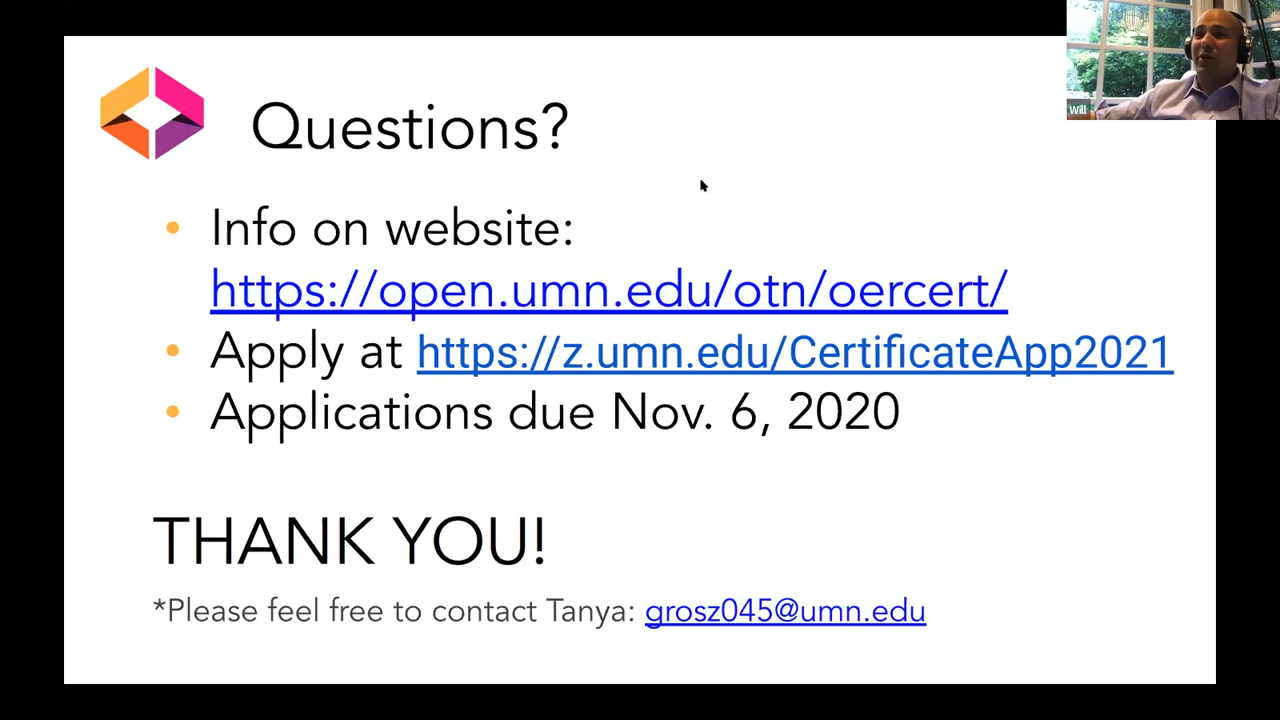 Will
Questions?
• Info on website:
https://open.umn.edu/otn/oercert/
• Apply at https://z.umn.edu/CertificateApp2021
• Applications due Nov. 6, 2020
THANK YOU!
*Please feel free to contact Tanya: grosz045@umn.edu